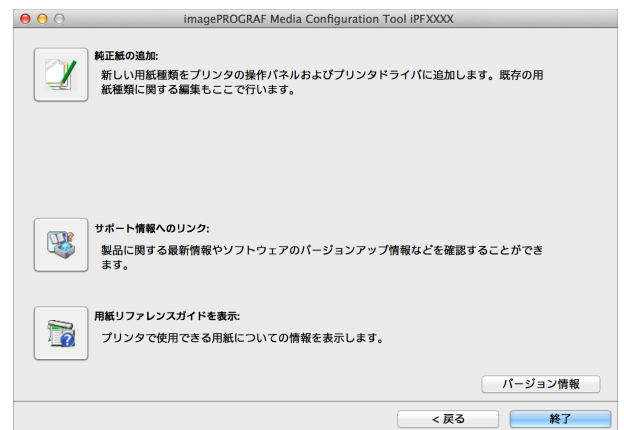 imagePROGRAF Media Configuration Tool iPFXXXX
純正紙の追加:
新しい用紙種類をプリンタの操作パネルおよびプリンタドライバに追加します。既存の用
紙種類に関する編集もここで行います。
サポート情報へのリンク:
製品に関する最新情報やソフトウェアのバージョンアップ情報などを確認することができ
ます。
用紙リファレンスガイドを表示:
プリンタで使用できる用紙についての情報を表示します。
バージョン情報
< 戻る
終了